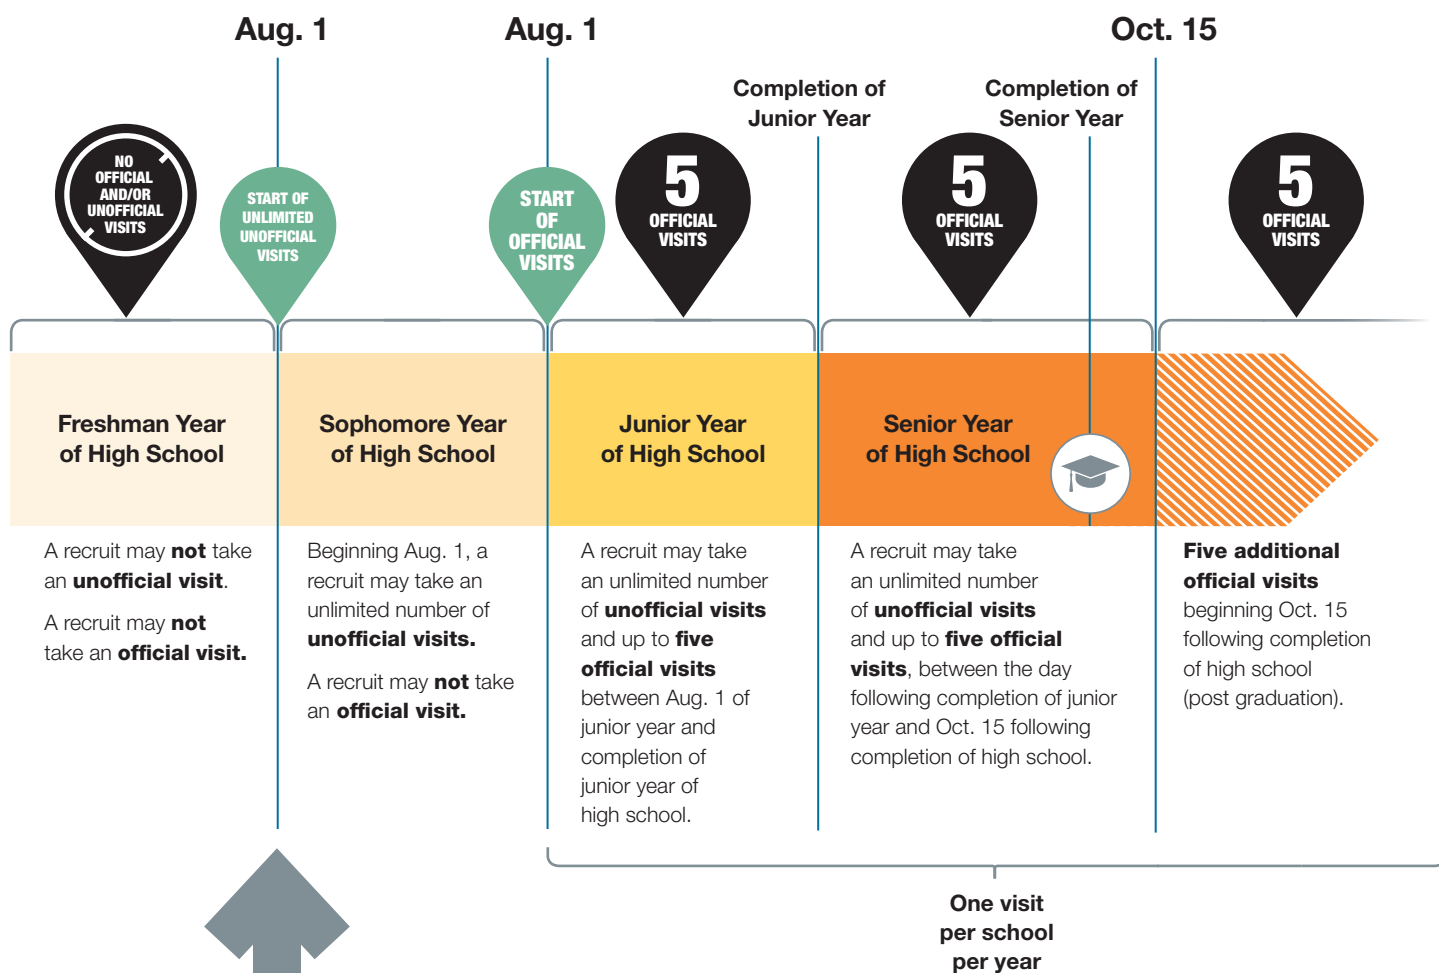 Aug. 1
Aug. 1
Oct. 15
Completion of
Junior Year
Completion of
Senior Year
NO
OFFICIAL
AND/OR
UNOFFICIAL
VISITS
START OF
UNLIMITED
UNOFFICIAL
VISITS
START
OF
OFFICIAL
VISITS
5
OFFICIAL
VISITS
5
OFFICIAL
VISITS
5
OFFICIAL
VISITS
Freshman Year
of High School
Sophomore Year
of High School
Junior Year
of High School
Senior Year
of High School
A recruit may not take
an unofficial visit.
A recruit may not
take an official visit.
Beginning Aug. 1, a
recruit may take an
unlimited number of
unofficial visits.
A recruit may not take
an official visit.
A recruit may take
an unlimited number
of unofficial visits
and up to five
official visits
between Aug. 1 of
junior year and
completion of
junior year of
high school.
A recruit may take
an unlimited number
of unofficial visits
and up to five official
visits, between the day
following completion of junior
year and Oct. 15 following
completion of high school.
Five additional
official visits
beginning Oct. 15
following completion
of high school
(post graduation).
One visit
per school
per year